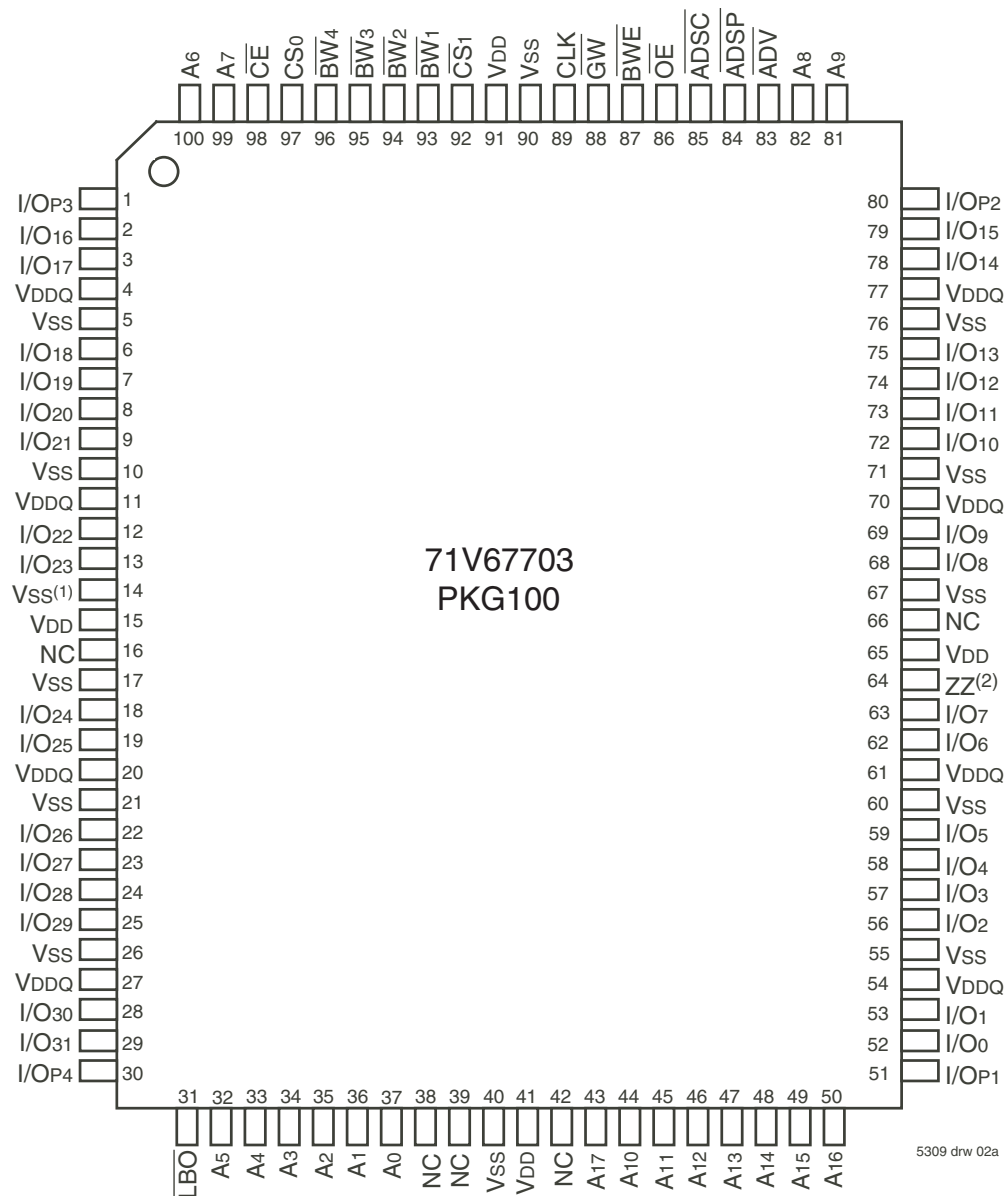 A6 A7 CE CS0 BW4 BW3 BW2 BW1 CS1 VDD VSS CLK GW BWE OE ADSC ADSP ADV A8 A9
100 99 98 97 96 95 94 93 92 91 90 89 88 87 86 85 84 83 82 81
I/OP3 1 80 I/OP2
I/O16 2 79 I/O15
I/O17 3 78 I/O14
VDDQ 4 77 VDDQ
VSS 5 76 VSS
I/O18 6 75 I/O13
I/O19 7 74 I/O12
I/O20 8 73 I/O11
I/O21 9 72 I/O10
VSS 10 71 VSS
VDDQ 11 70 VDDQ
I/O22 12 69 I/O9
I/O23 13 68 I/O8
VSS(1) 14 67 VSS
VDD 15 66 NC
NC 16 65 VDD
VSS 17 64 ZZ(2)
I/O24 18 63 I/O7
I/O25 19 62 I/O6
VDDQ 20 61 VDDQ
VSS 21 60 VSS
I/O26 22 59 I/O5
I/O27 23 58 I/O4
I/O28 24 57 I/O3
I/O29 25 56 I/O2
VSS 26 55 VSS
VDDQ 27 54 VDDQ
I/O30 28 53 I/O1
I/O31 29 52 I/O0
I/OP4 30 51 I/OP1
71V67703
PKG100
31 32 33 34 35 36 37 38 39 40 41 42 43 44 45 46 47 48 49 50
LBO A5 A4 A3 A2 A1 A0 NC NC VSS VDD NC A17 A10 A11 A12 A13 A14 A15 A16
5309 drw 02a